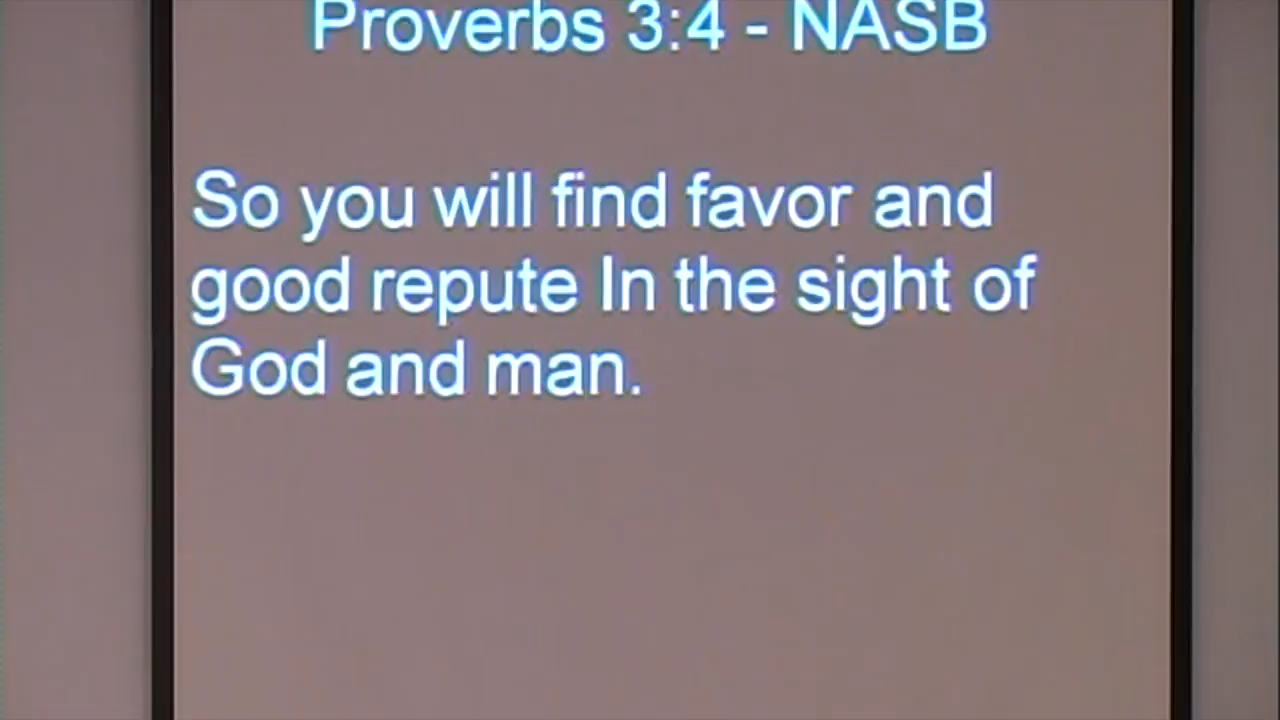 Proverbs 3:4 - NASB
So you will find favor and
good repute In the sight of
God and man.